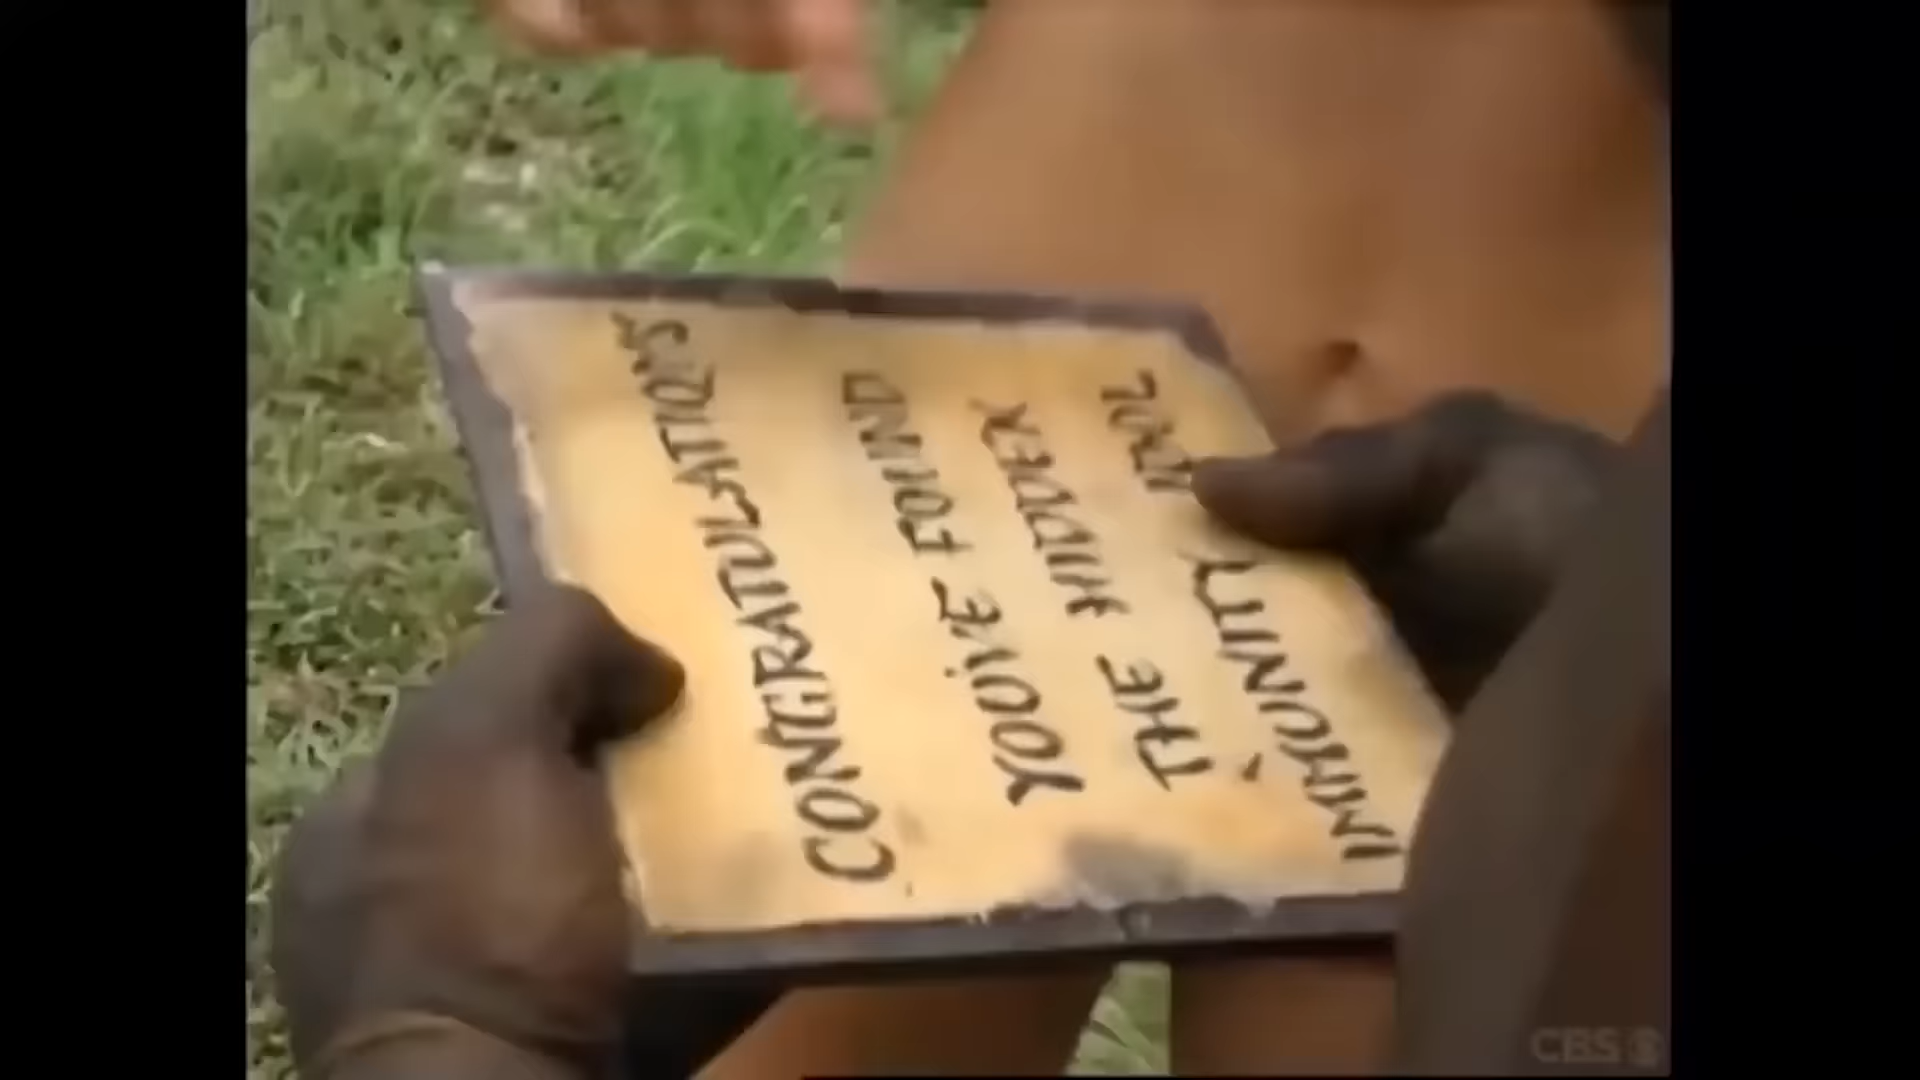 CONGRATULATIONS
YOU'VE FOUND
THE HIDDEN
IMMUNITY IDOL
CBS